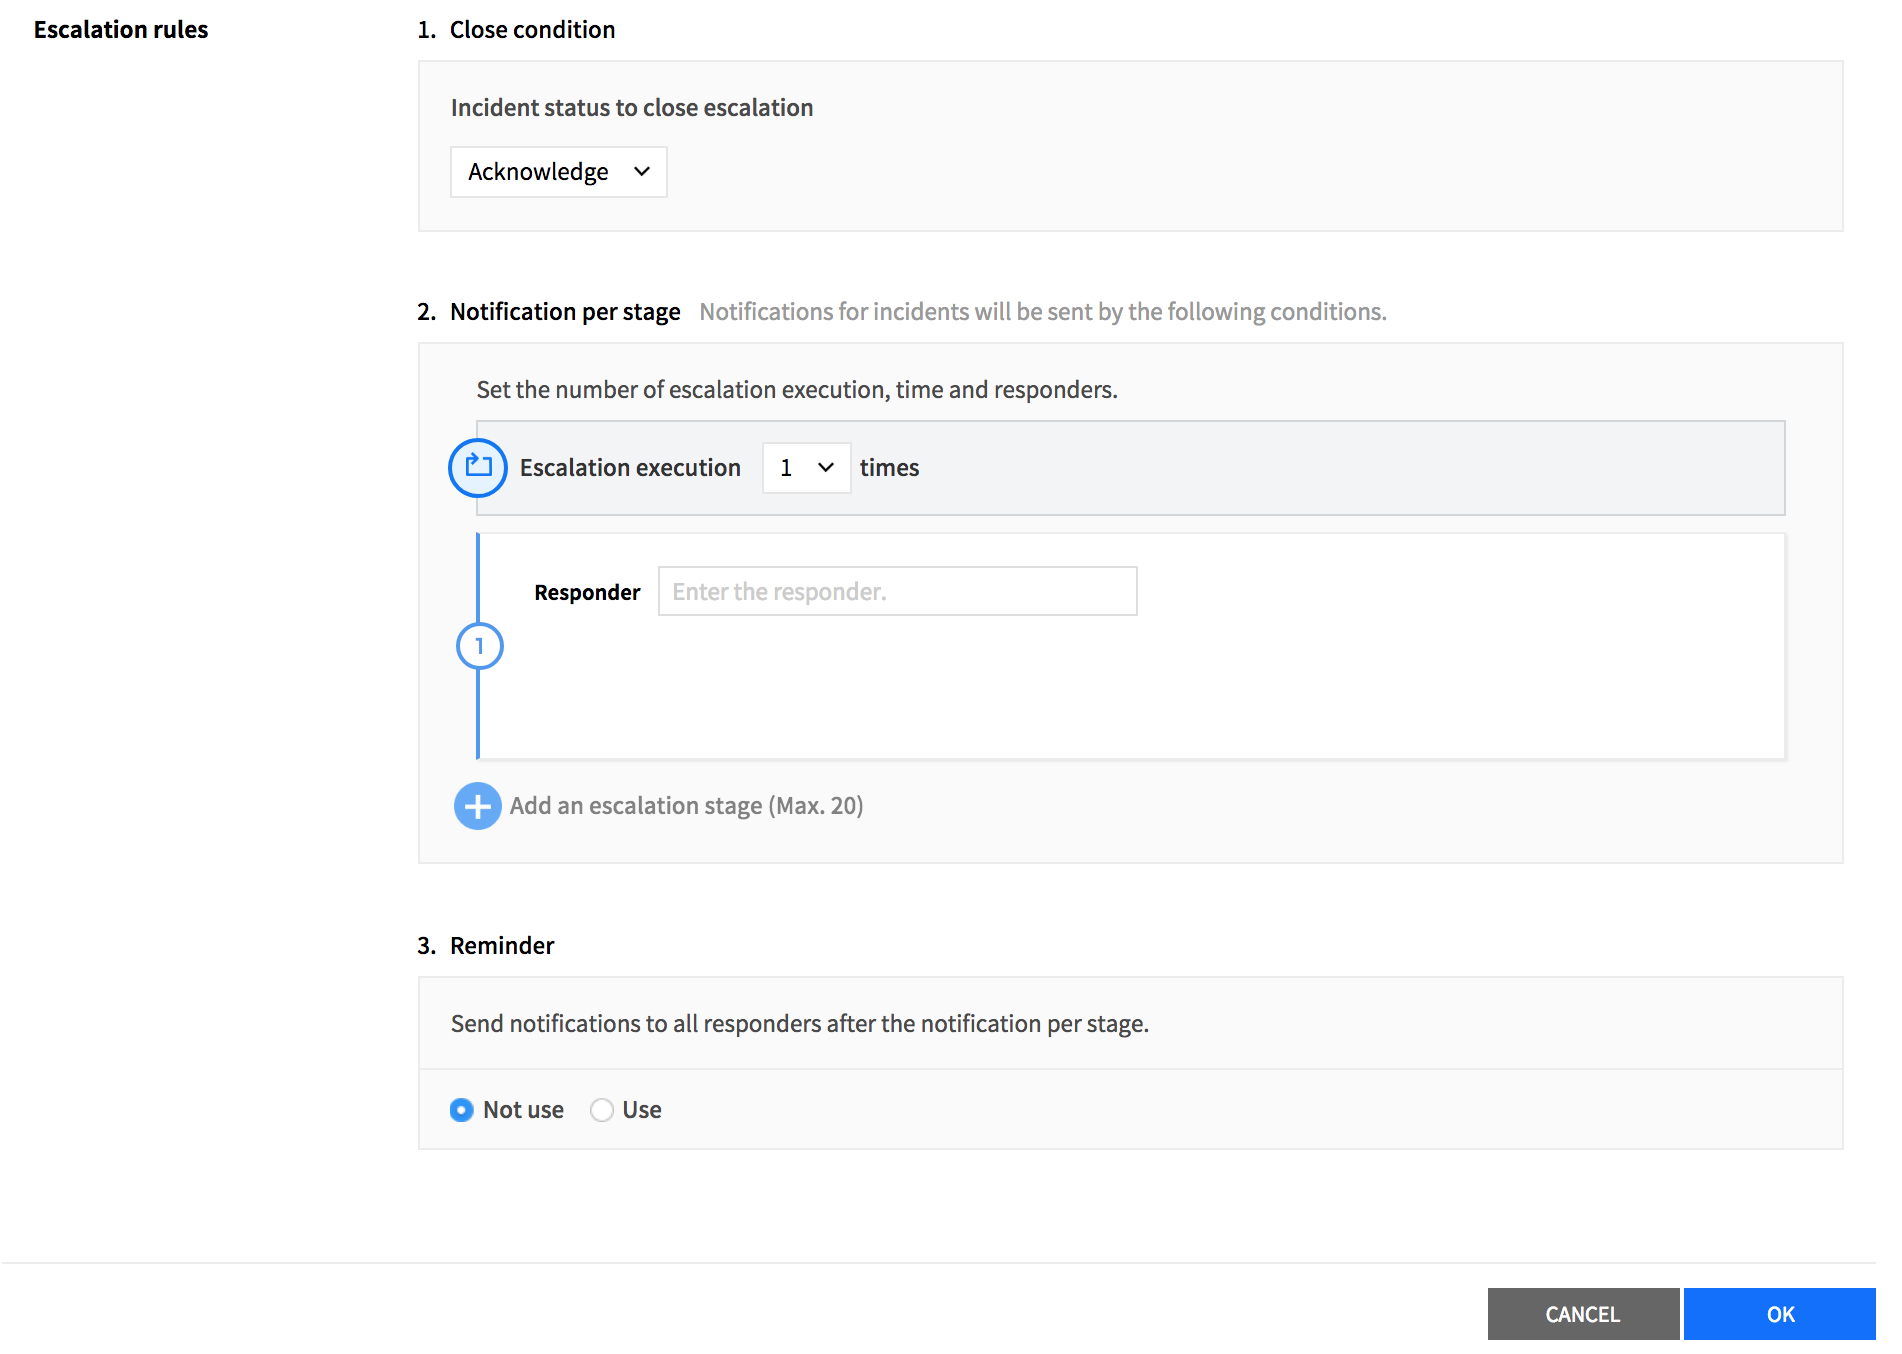 Escalation rules
1. Close condition
Incident status to close escalation
Acknowledge
2. Notification per stage Notifications for incidents will be sent by the following conditions.
Set the number of escalation execution, time and responders.
Escalation execution 1 times
Responder Enter the responder.
1
Add an escalation stage (Max. 20)
3. Reminder
Send notifications to all responders after the notification per stage.
Not use Use
CANCEL OK